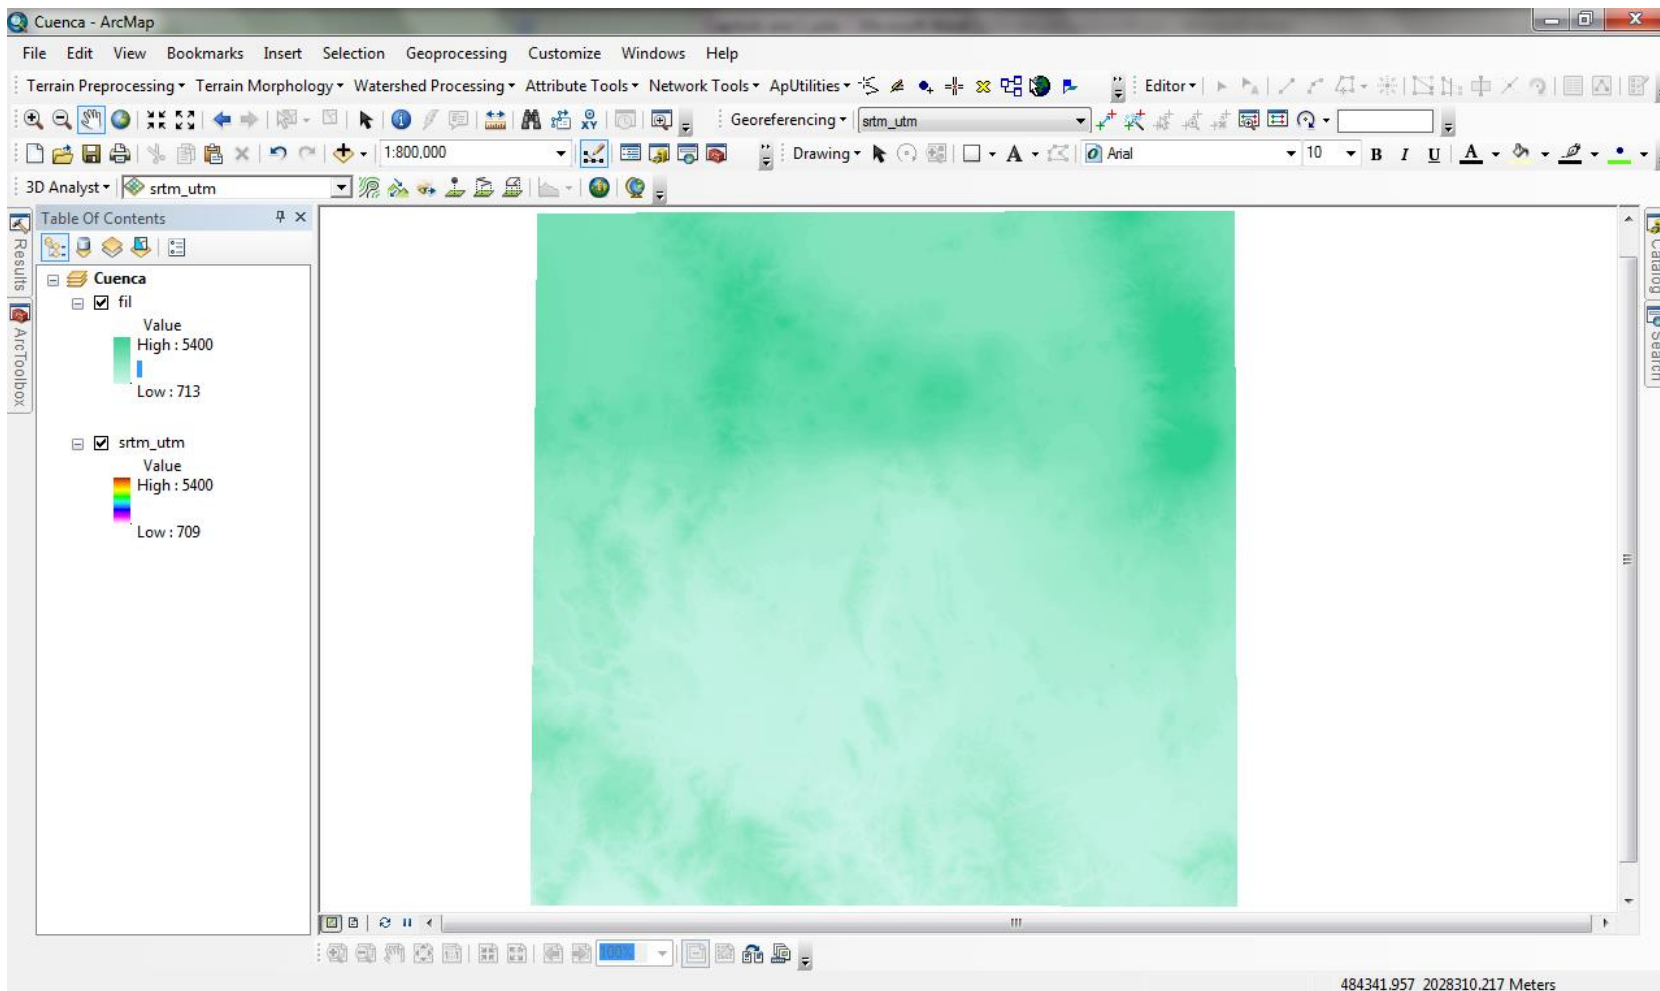 Cuenca - ArcMap
File Edit View Bookmarks Insert Selection Geoprocessing Customize Windows Help
Terrain Preprocessing Terrain Morphology Watershed Processing Attribute Tools Network Tools ApUtilities Editor
Georeferencing srtm_utm
1:800,000 Drawing A Arial 10 B I U A
3D Analyst srtm_utm
Table Of Contents
Results
ArcToolbox
Cuenca
fil
Value
High : 5400
Low : 713
srtm_utm
Value
High : 5400
Low : 709
Catalog
Search
100%
484341.957 2028310.217 Meters